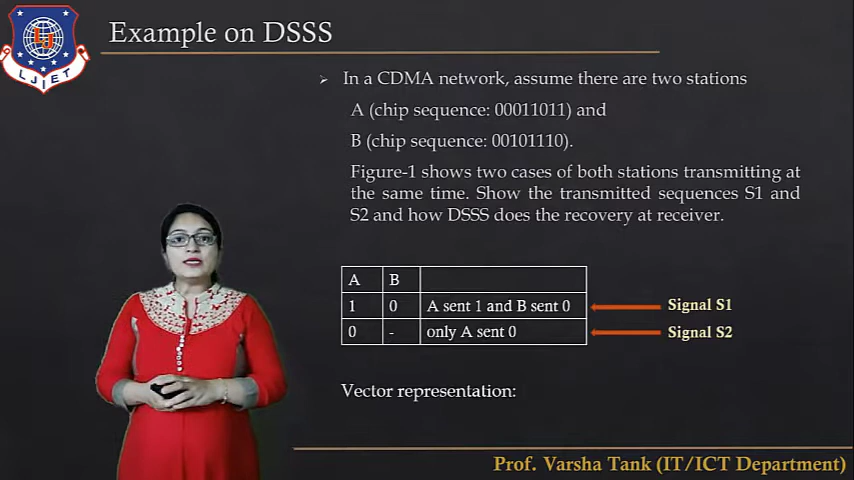 LJIET
Example on DSSS
➢ In a CDMA network, assume there are two stations
A (chip sequence: 00011011) and
B (chip sequence: 00101110).
Figure-1 shows two cases of both stations transmitting at
the same time. Show the transmitted sequences S1 and
S2 and how DSSS does the recovery at receiver.
A B
1 0 A sent 1 and B sent 0 Signal S1
0 - only A sent 0 Signal S2
Vector representation:
Prof. Varsha Tank (IT/ICT Department)